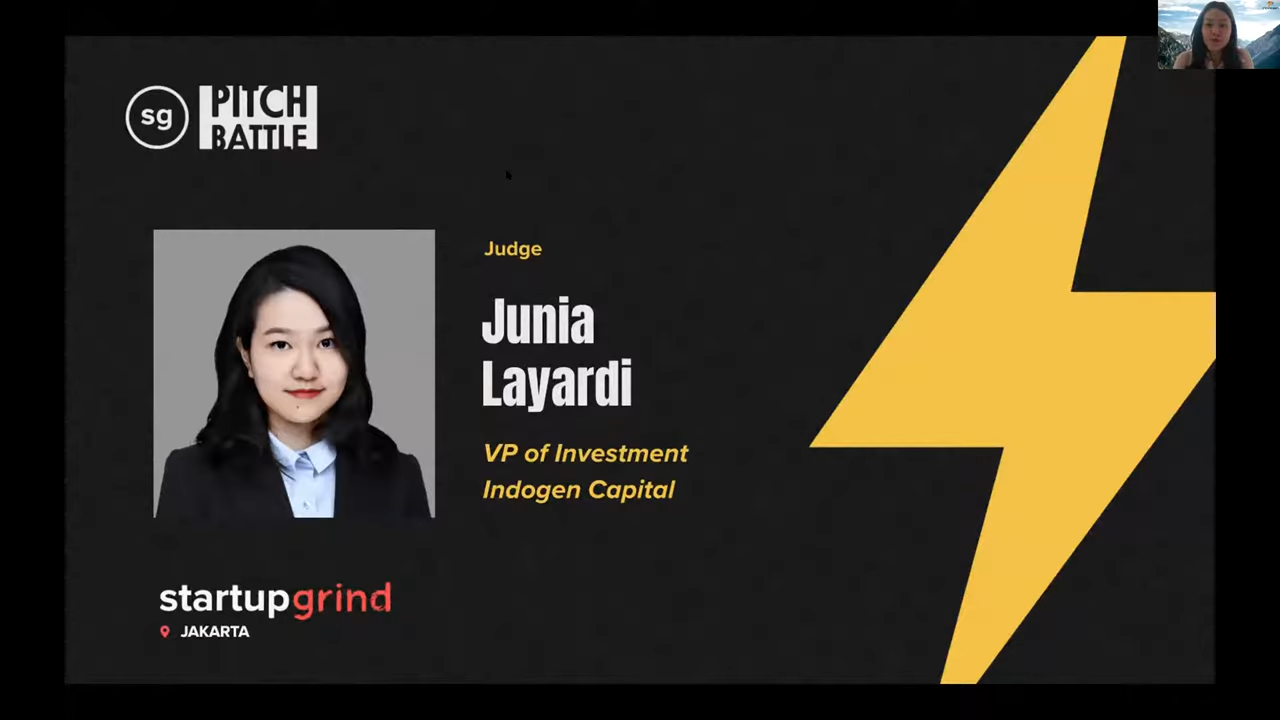 sg
PITCH
BATTLE
Judge
Junia
Layardi
VP of Investment
Indogen Capital
startupgrind
JAKARTA